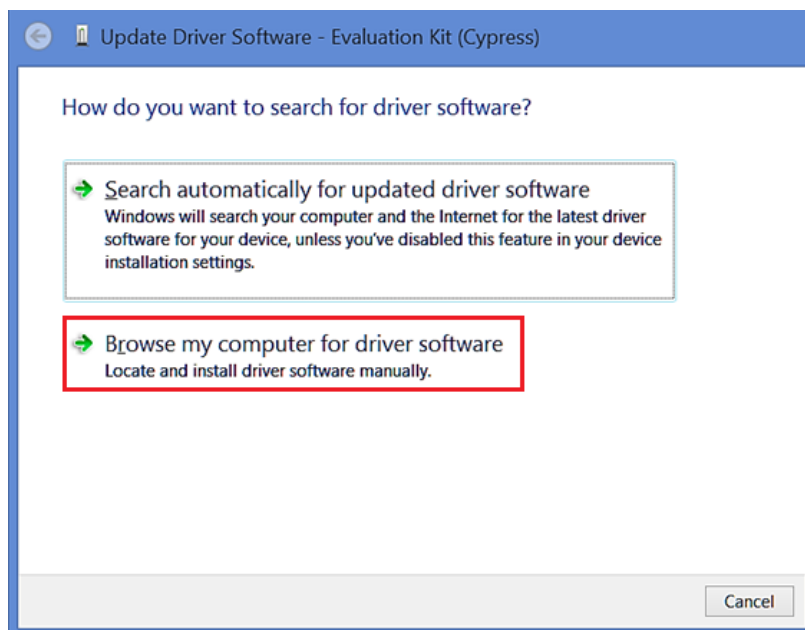 Update Driver Software - Evaluation Kit (Cypress)
How do you want to search for driver software?
Search automatically for updated driver software
Windows will search your computer and the Internet for the latest driver
software for your device, unless you've disabled this feature in your device
installation settings.
Browse my computer for driver software
Locate and install driver software manually.
Cancel